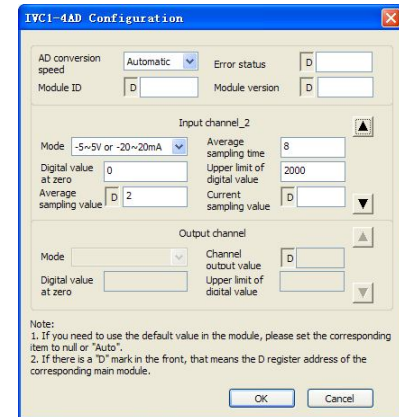 IVC1-4AD Configuration
AD conversion speed Automatic Error status D
Module ID D Module version D
Input channel_2
Mode -5~5V or -20~20mA Average sampling time 8
Digital value at zero 0 Upper limit of digital value 2000
Average sampling value D 2 Current sampling value D
Output channel
Mode Channel output value D
Digital value at zero Upper limit of digital value
Note:
1. If you need to use the default value in the module, please set the corresponding
item to null or "Auto".
2. If there is a "D" mark in the front, that means the D register address of the
corresponding main module.
OK Cancel